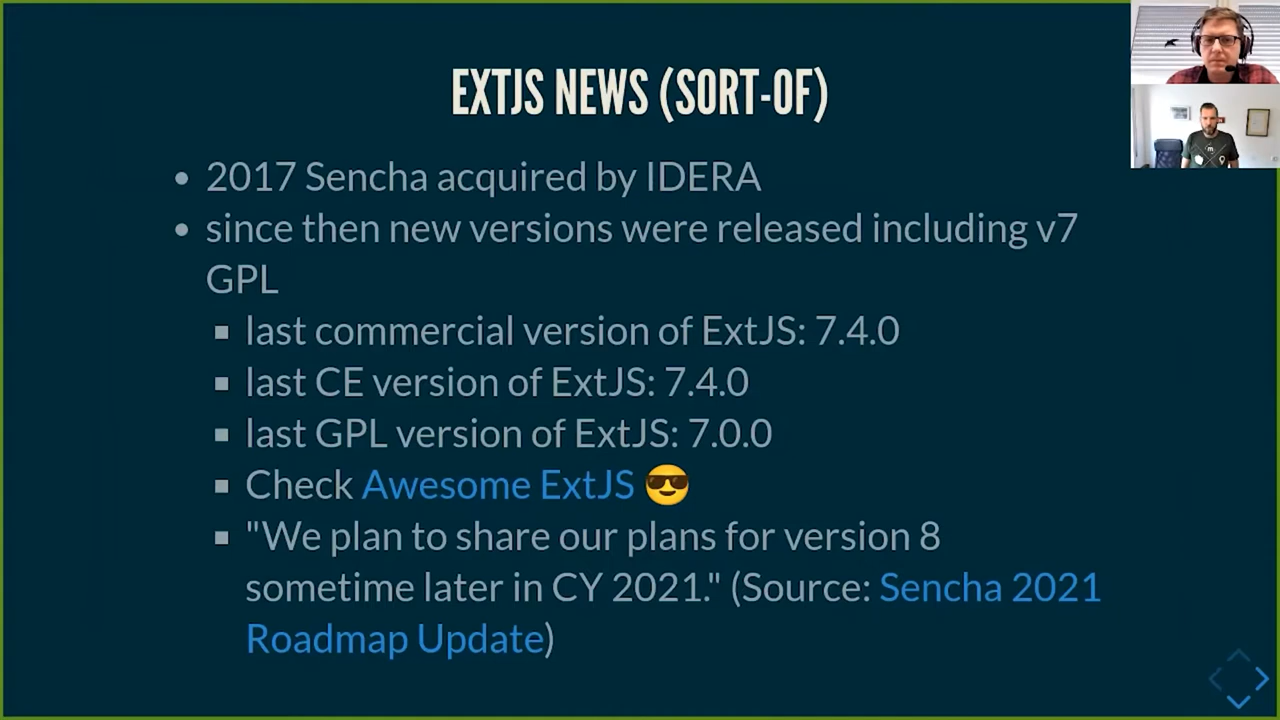 EXTJS NEWS (SORT-OF)
• 2017 Sencha acquired by IDERA
• since then new versions were released including v7
GPL
▪ last commercial version of ExtJS: 7.4.0
▪ last CE version of ExtJS: 7.4.0
▪ last GPL version of ExtJS: 7.0.0
▪ Check Awesome ExtJS 😎
▪ "We plan to share our plans for version 8
sometime later in CY 2021." (Source: Sencha 2021
Roadmap Update)